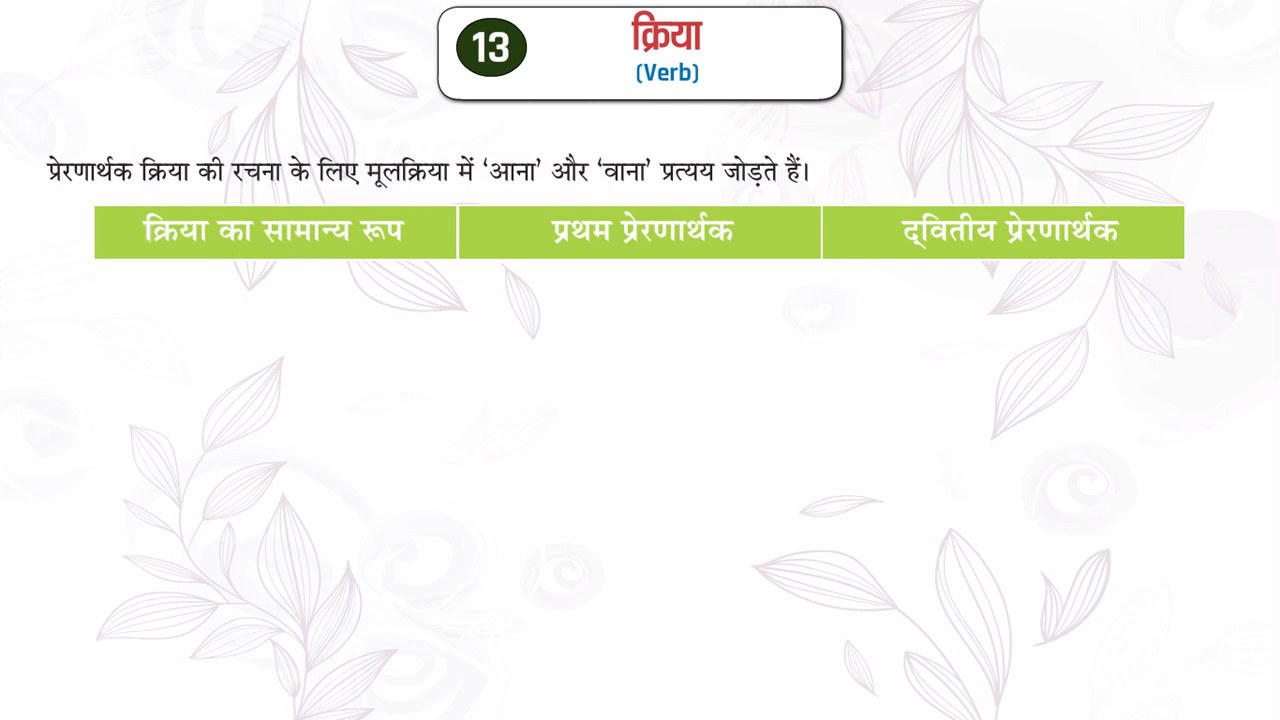 13
क्रिया
(Verb)
प्रेरणार्थक क्रिया की रचना के लिए मूलक्रिया में ‘आना’ और ‘वाना’ प्रत्यय जोड़ते हैं।
क्रिया का सामान्य रूप प्रथम प्रेरणार्थक द्‌वितीय प्रेरणार्थक